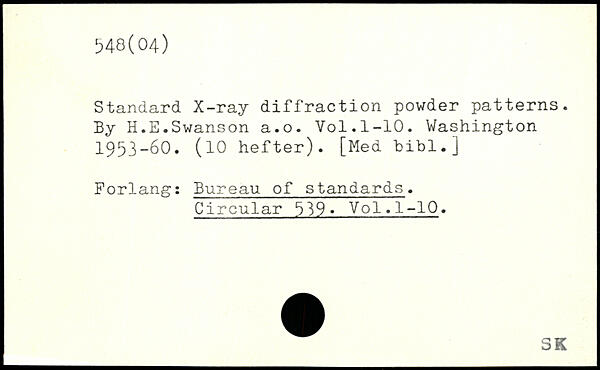 548(04)
Standard X-ray diffraction powder patterns.
By H.E.Swanson a.o. Vol.1-10. Washington
1953-60. (10 hefter). [Med bibl.]
Forlang: Bureau of standards.
Circular 539. Vol.1-10.
SK